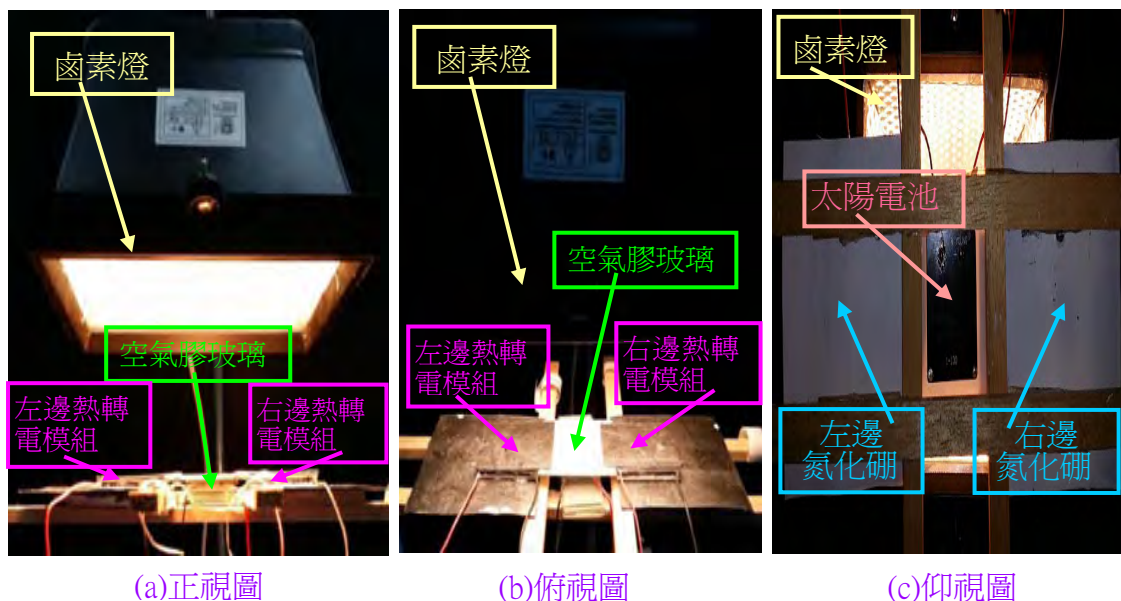 鹵素燈
空氣膠玻璃
左邊熱轉
電模組
右邊熱轉
電模組
(a)正視圖
鹵素燈
空氣膠玻璃
左邊熱轉
電模組
右邊熱轉
電模組
(b)俯視圖
鹵素燈
太陽電池
左邊
氮化硼
右邊
氮化硼
(c)仰視圖